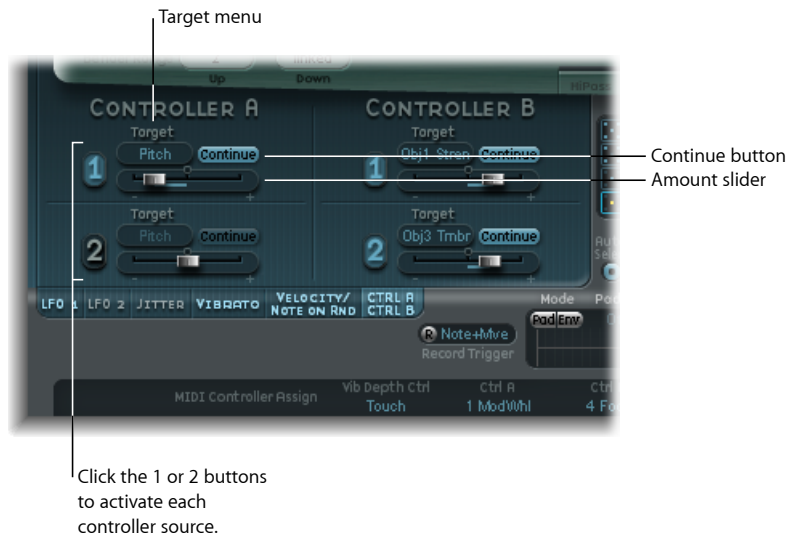 Target menu
2
linked
Up Down
HiPass
CONTROLLER A CONTROLLER B
Target Target
1 Pitch Continue 1 Obj1 Stren Continue
- + - +
Target Target
2 Pitch Continue 2 Obj3 Tmbr Continue
- + - +
Continue button
Amount slider
LFO 1 LFO 2 JITTER VIBRATO VELOCITY/ NOTE ON RND CTRL A CTRL B
Mode
Pad Env
R Note+Mve
Record Trigger
MIDI Controller Assign
Vib Depth Ctrl Ctrl A
Touch 1 ModWhl
Click the 1 or 2 buttons
to activate each
controller source.